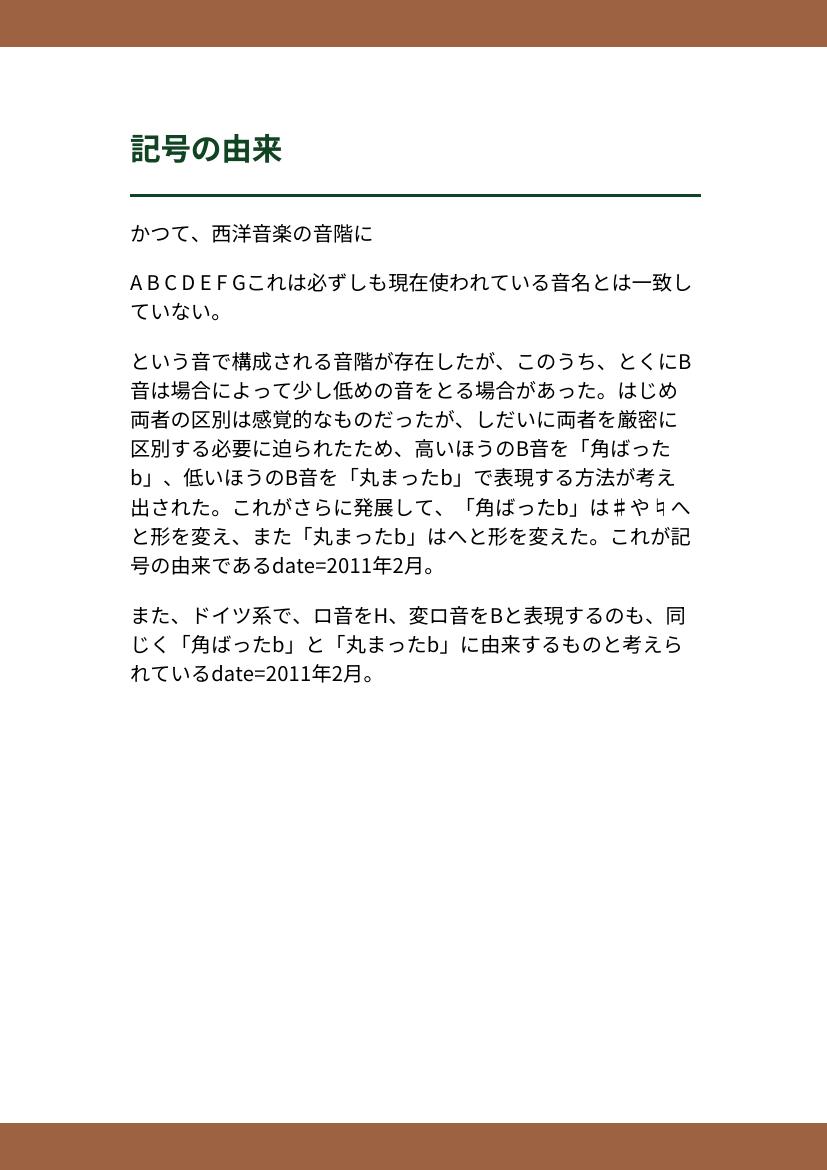 記号の由来
かつて、西洋音楽の音階に
A B C D E F Gこれは必ずしも現在使われている音名とは一致し
ていない。
という音で構成される音階が存在したが、このうち、とくにB
音は場合によって少し低めの音をとる場合があった。はじめ
両者の区別は感覚的なものだったが、しだいに両者を厳密に
区別する必要に迫られたため、高いほうのB音を「角ばった
b」、低いほうのB音を「丸まったb」で表現する方法が考え
出された。これがさらに発展して、「角ばったb」は♯や♮へ
と形を変え、また「丸まったb」はへと形を変えた。これが記
号の由来であるdate=2011年2月。
また、ドイツ系で、ロ音をH、変ロ音をBと表現するのも、同
じく「角ばったb」と「丸まったb」に由来するものと考えら
れているdate=2011年2月。